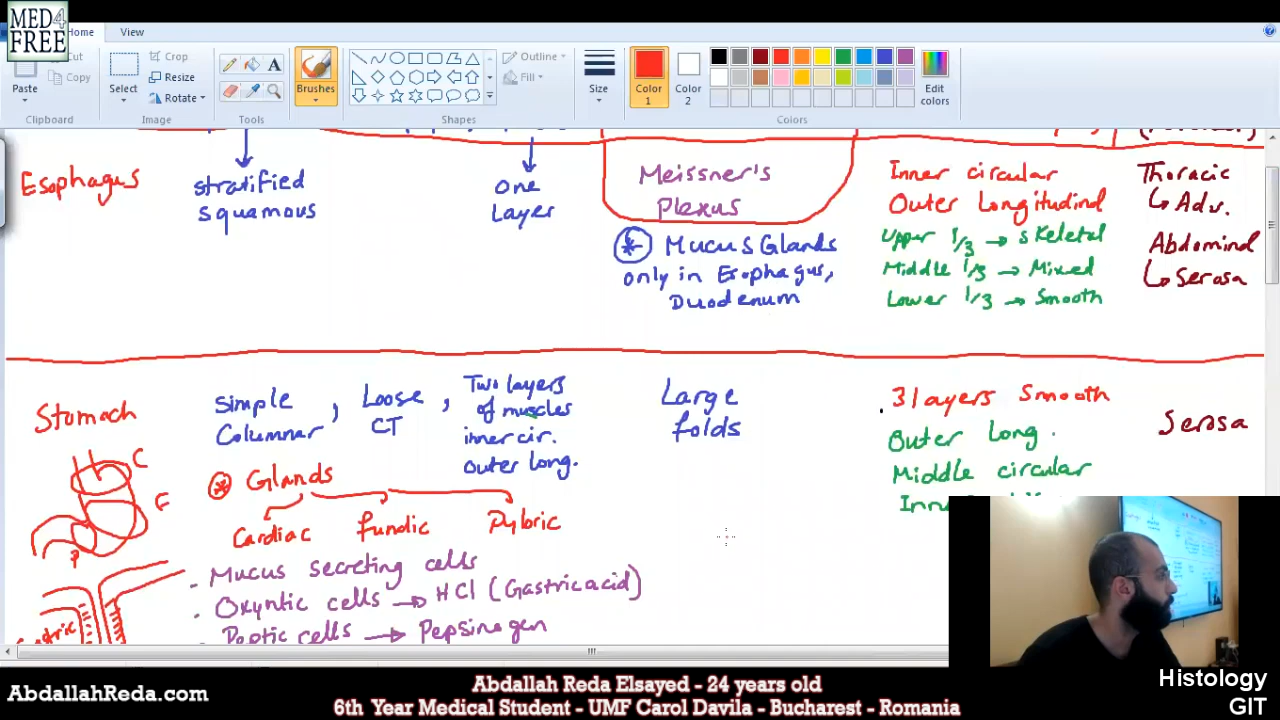 MED4
FREE
Home
View
Cut
Copy
Paste
Clipboard
Crop
Resize
Rotate
Select
Image
Tools
Brushes
Outline
Fill
Shapes
Size
Color 1
Color 2
Edit colors
Colors
Esophagus
stratified
squamous
One
Layer
Meissner's
Plexus
* Mucus Glands
only in Esophagus,
Duodenum
Inner circular
Outer Longitudinal
Upper 1/3 → skeletal
Middle 1/3 → Mixed
Lower 1/3 → Smooth
Thoracic
↳ Adv.
Abdominal
↳ Serosa
Stomach
C
F
P
Simple
Columnar ,
Loose
CT ,
Two layers
of muscles
inner cir.
outer long.
Large
folds
3 layers Smooth
Outer Long.
Middle circular
Serosa
* Glands
Cardiac
fundic
Pyloric
- Mucus secreting cells
- Oxyntic cells → HCl (Gastric acid)
Peptic cells → Pepsinogen
Gastric
AbdallahReda.com
Abdallah Reda Elsayed - 24 years old
6th Year Medical Student - UMF Carol Davila - Bucharest - Romania
Histology
GIT